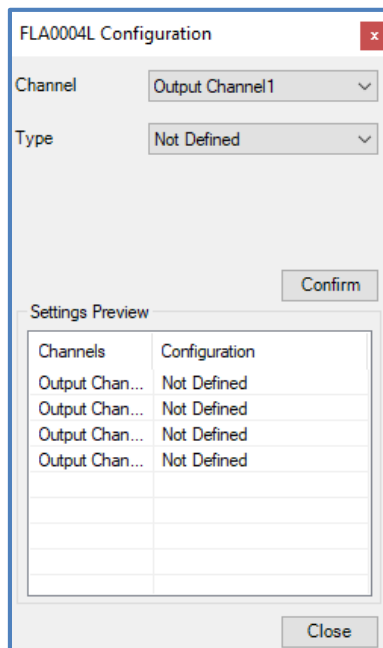 FLA0004L Configuration x
Channel Output Channel1
Type Not Defined
Confirm
Settings Preview
Channels Configuration
Output Chan... Not Defined
Output Chan... Not Defined
Output Chan... Not Defined
Output Chan... Not Defined
Close